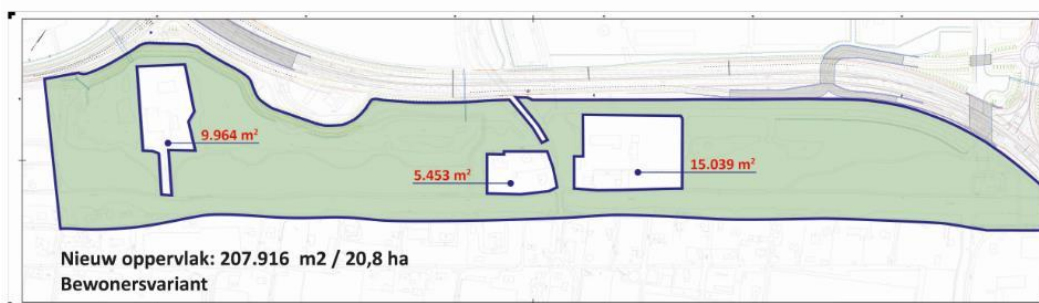 9.964 m²
5.453 m²
15.039 m²
Nieuw oppervlak: 207.916 m2 / 20,8 ha
Bewonersvariant